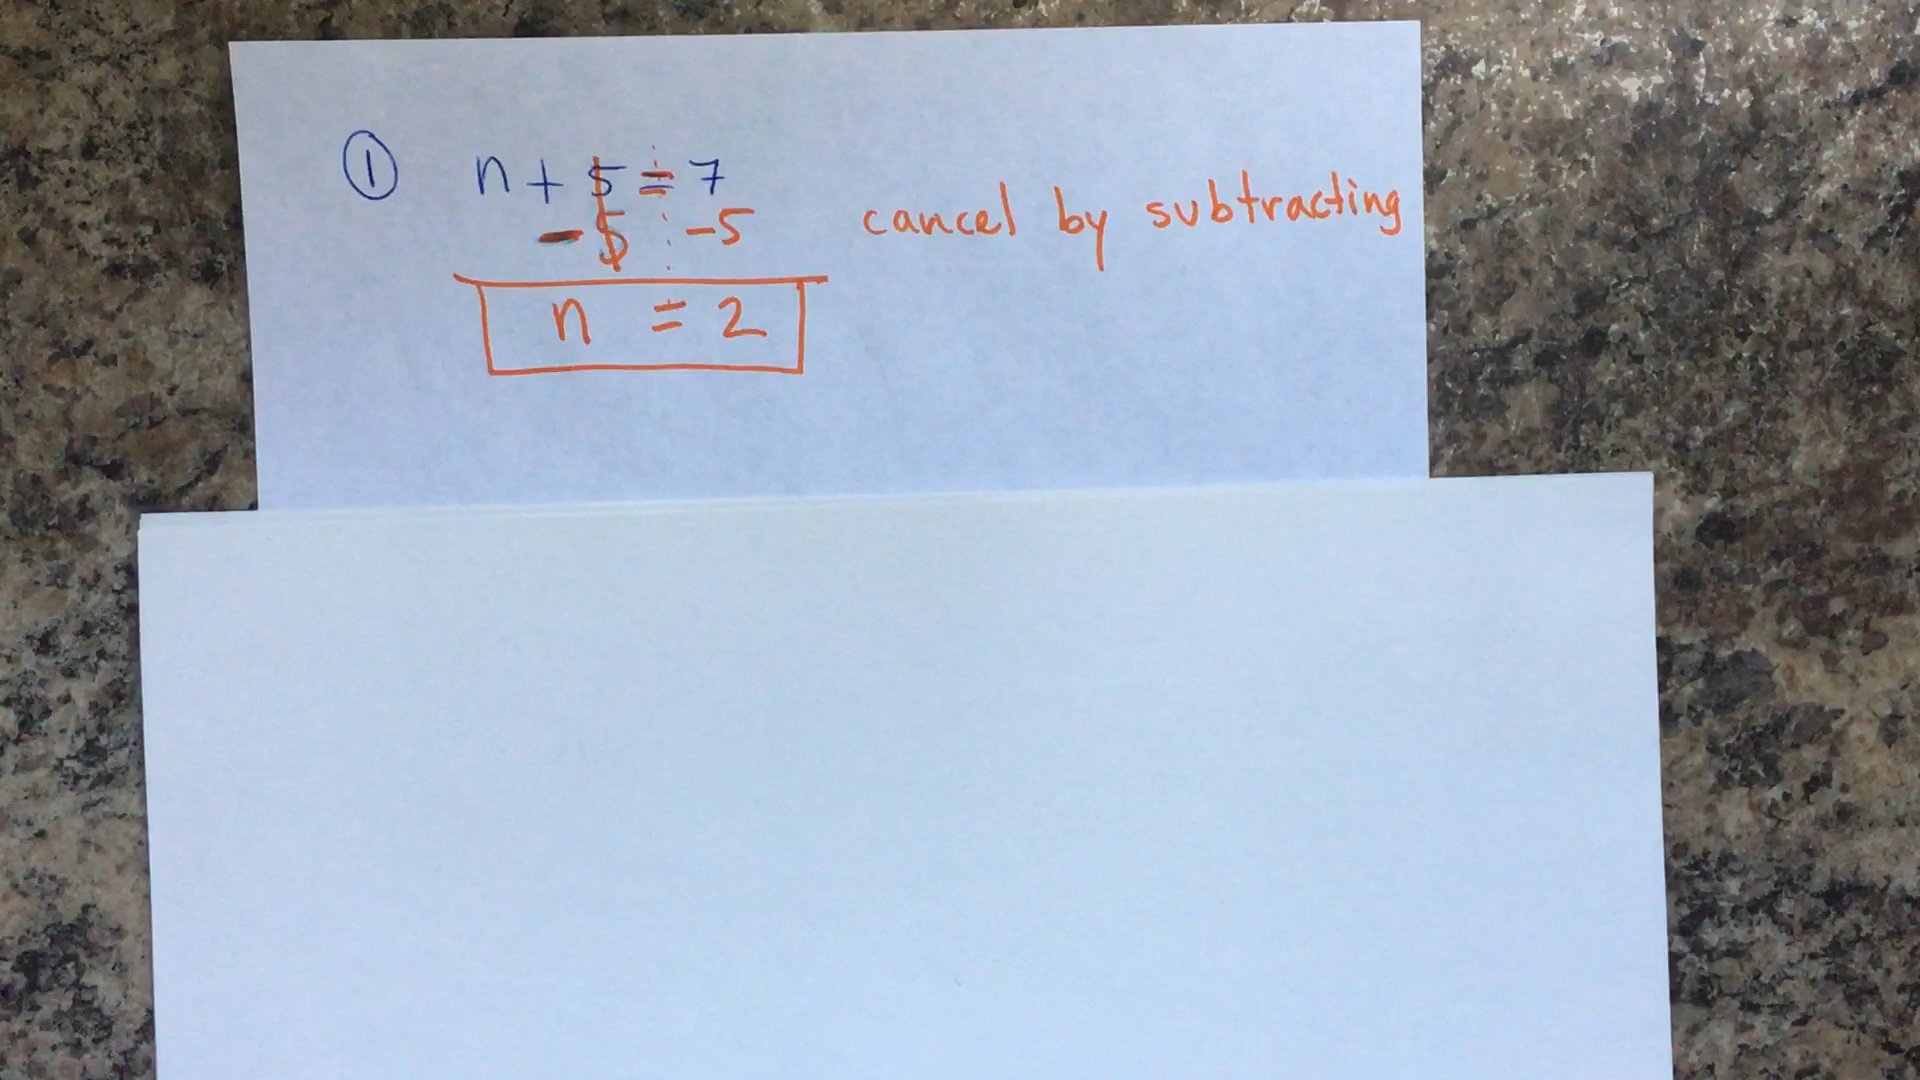 ① n + 5 = 7
- 5 -5 cancel by subtracting
n = 2